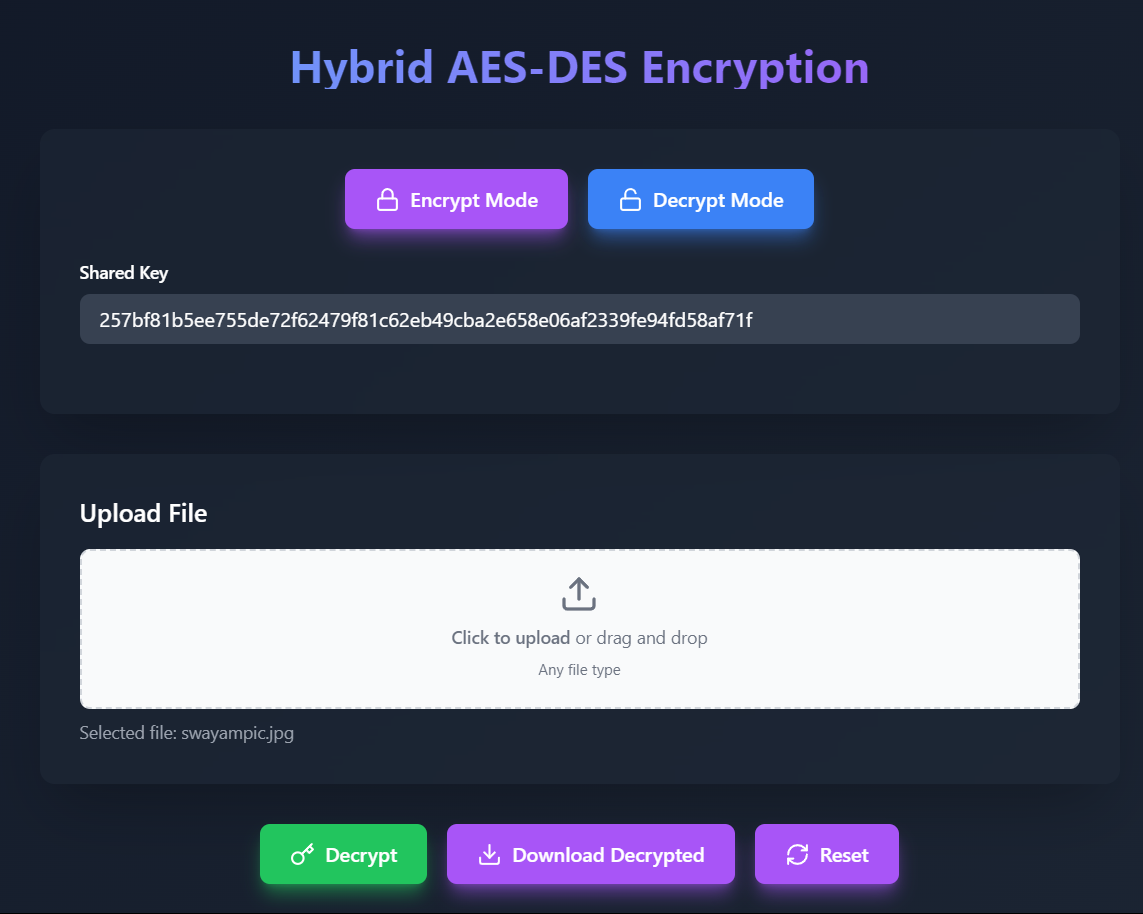 Hybrid AES-DES Encryption
Encrypt Mode
Decrypt Mode
Shared Key
257bf81b5ee755de72f62479f81c62eb49cba2e658e06af2339fe94fd58af71f
Upload File
Click to upload or drag and drop
Any file type
Selected file: swayampic.jpg
Decrypt
Download Decrypted
Reset